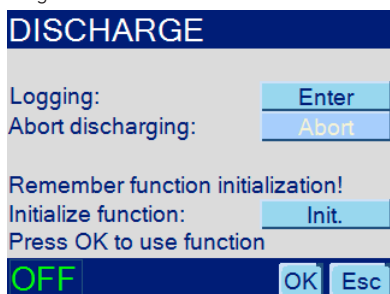 DISCHARGE
Logging: Enter
Abort discharging: Abort
Remember function initialization!
Initialize function: Init.
Press OK to use function
OFF OK Esc